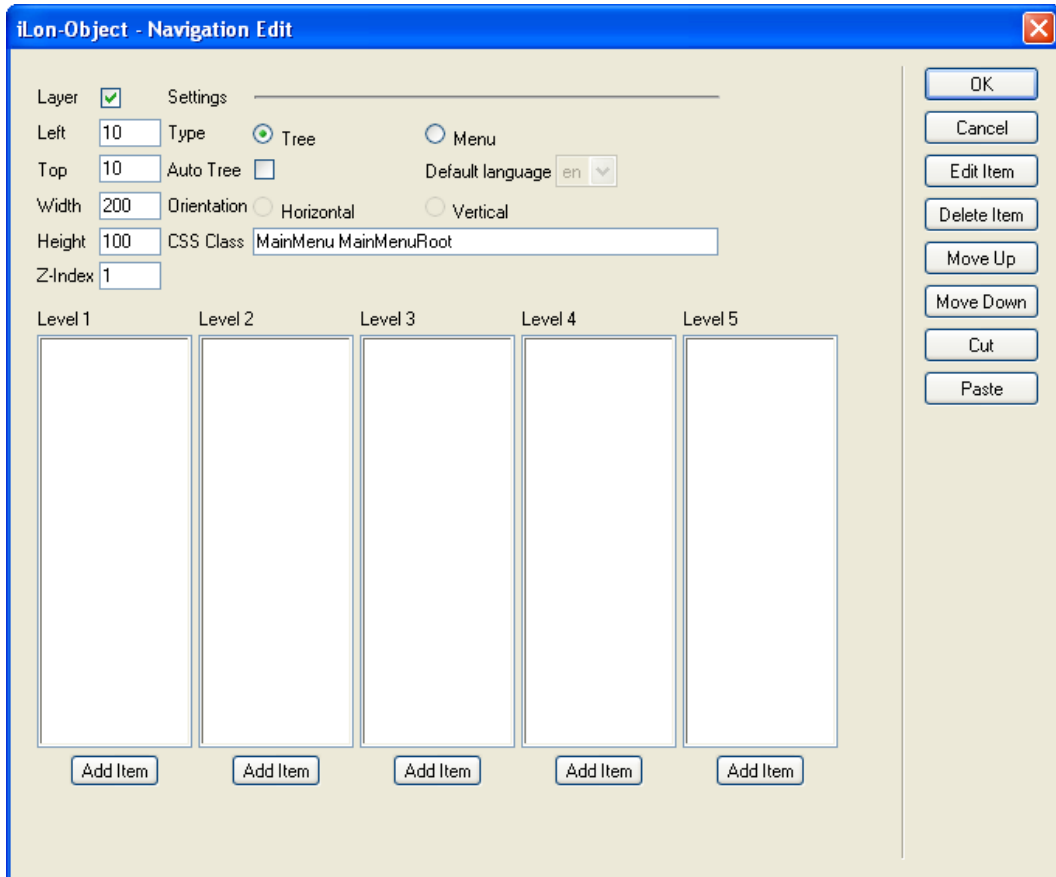 iLon-Object - Navigation Edit
Layer Settings
Left 10 Type Tree Menu
Top 10 Auto Tree Default language en
Width 200 Orientation Horizontal Vertical
Height 100 CSS Class MainMenu MainMenuRoot
Z-Index 1
Level 1 Level 2 Level 3 Level 4 Level 5
Add Item Add Item Add Item Add Item Add Item
OK
Cancel
Edit Item
Delete Item
Move Up
Move Down
Cut
Paste